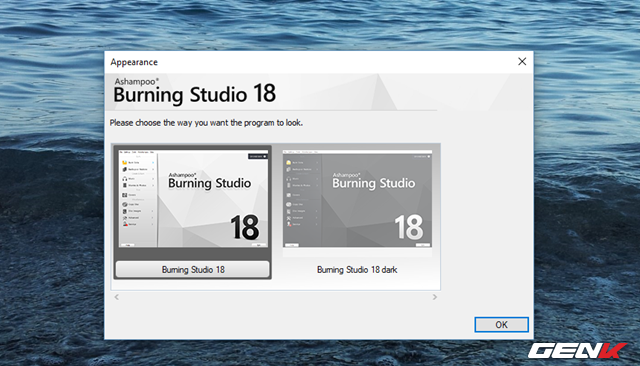 Appearance
Ashampoo®
Burning Studio 18
Please choose the way you want the program to look.
Ashampoo®
Burning Studio
18
Ashampoo®
Burning Studio
18
Burning Studio 18
Burning Studio 18 dark
OK
GENK